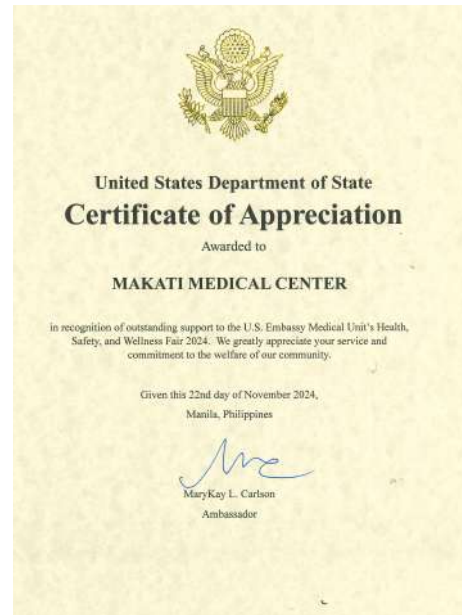 United States Department of State
Certificate of Appreciation
Awarded to
MAKATI MEDICAL CENTER
in recognition of outstanding support to the U.S. Embassy Medical Unit's Health,
Safety, and Wellness Fair 2024. We greatly appreciate your service and
commitment to the welfare of our community.
Given this 22nd day of November 2024,
Manila, Philippines
MaryKay L. Carlson
Ambassador